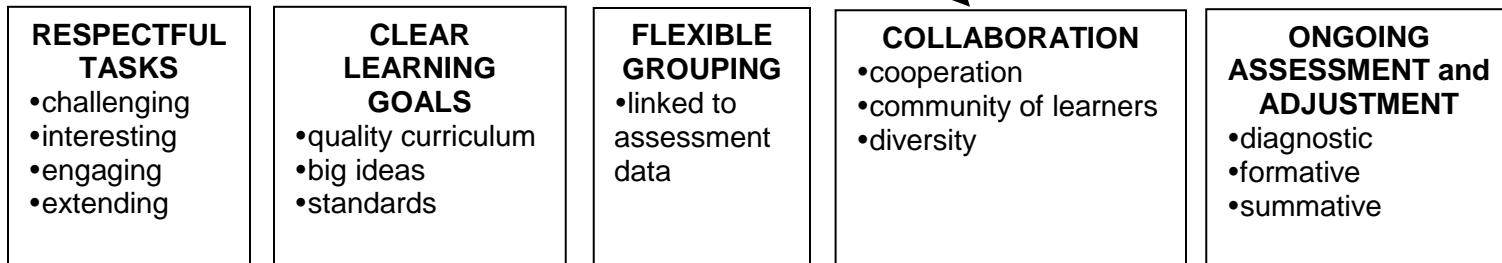 RESPECTFUL
TASKS
•challenging
•interesting
•engaging
•extending
CLEAR
LEARNING
GOALS
•quality curriculum
•big ideas
•standards
FLEXIBLE
GROUPING
•linked to
assessment
data
COLLABORATION
•cooperation
•community of learners
•diversity
ONGOING
ASSESSMENT and
ADJUSTMENT
•diagnostic
•formative
•summative